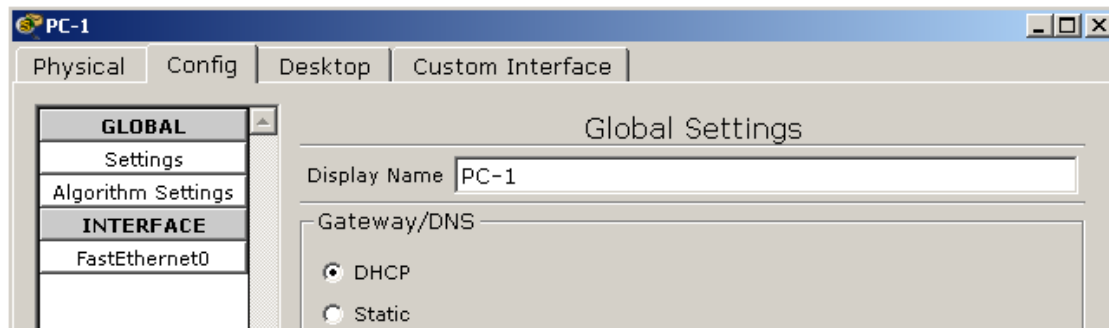 PC-1
Physical Config Desktop Custom Interface
GLOBAL
Settings
Algorithm Settings
INTERFACE
FastEthernet0
Global Settings
Display Name PC-1
Gateway/DNS
DHCP
Static